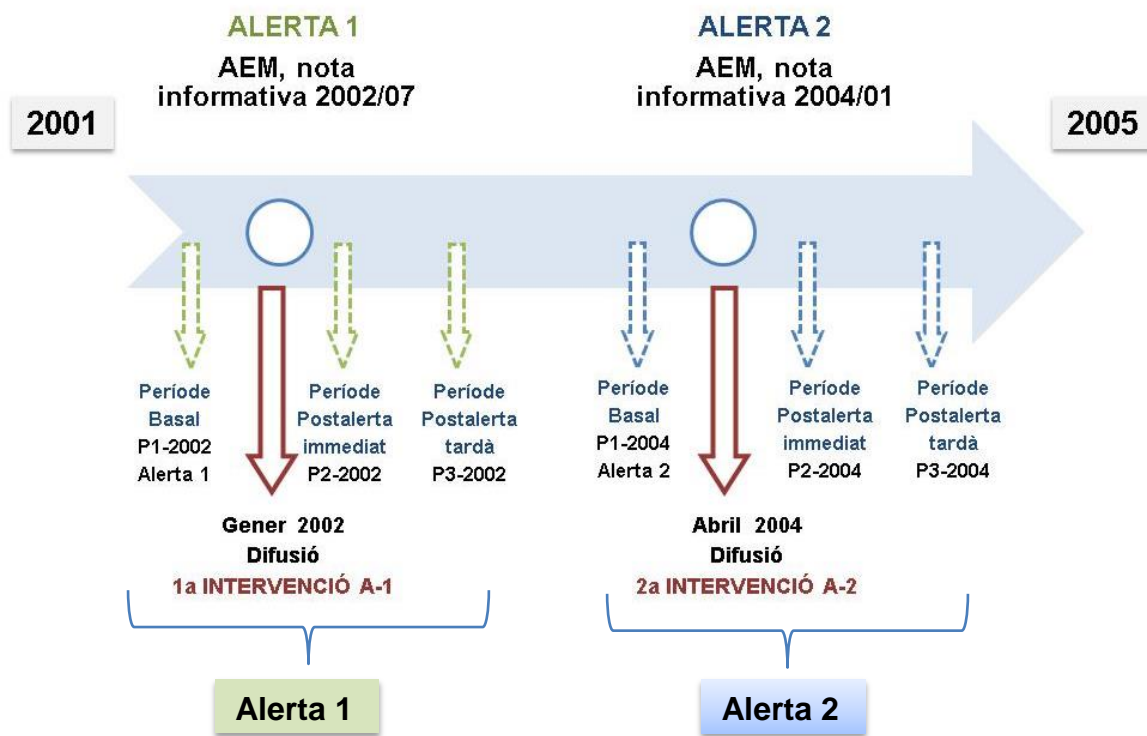 ALERTA 1
AEM, nota
informativa 2002/07
ALERTA 2
AEM, nota
informativa 2004/01
2001
2005
Període
Basal
P1-2002
Alerta 1
Període
Postalerta
immediat
P2-2002
Període
Postalerta
tardà
P3-2002
Període
Basal
P1-2004
Alerta 2
Període
Postalerta
immediat
P2-2004
Període
Postalerta
tardà
P3-2004
Gener 2002
Difusió
1a INTERVENCIÓ A-1
Abril 2004
Difusió
2a INTERVENCIÓ A-2
Alerta 1
Alerta 2